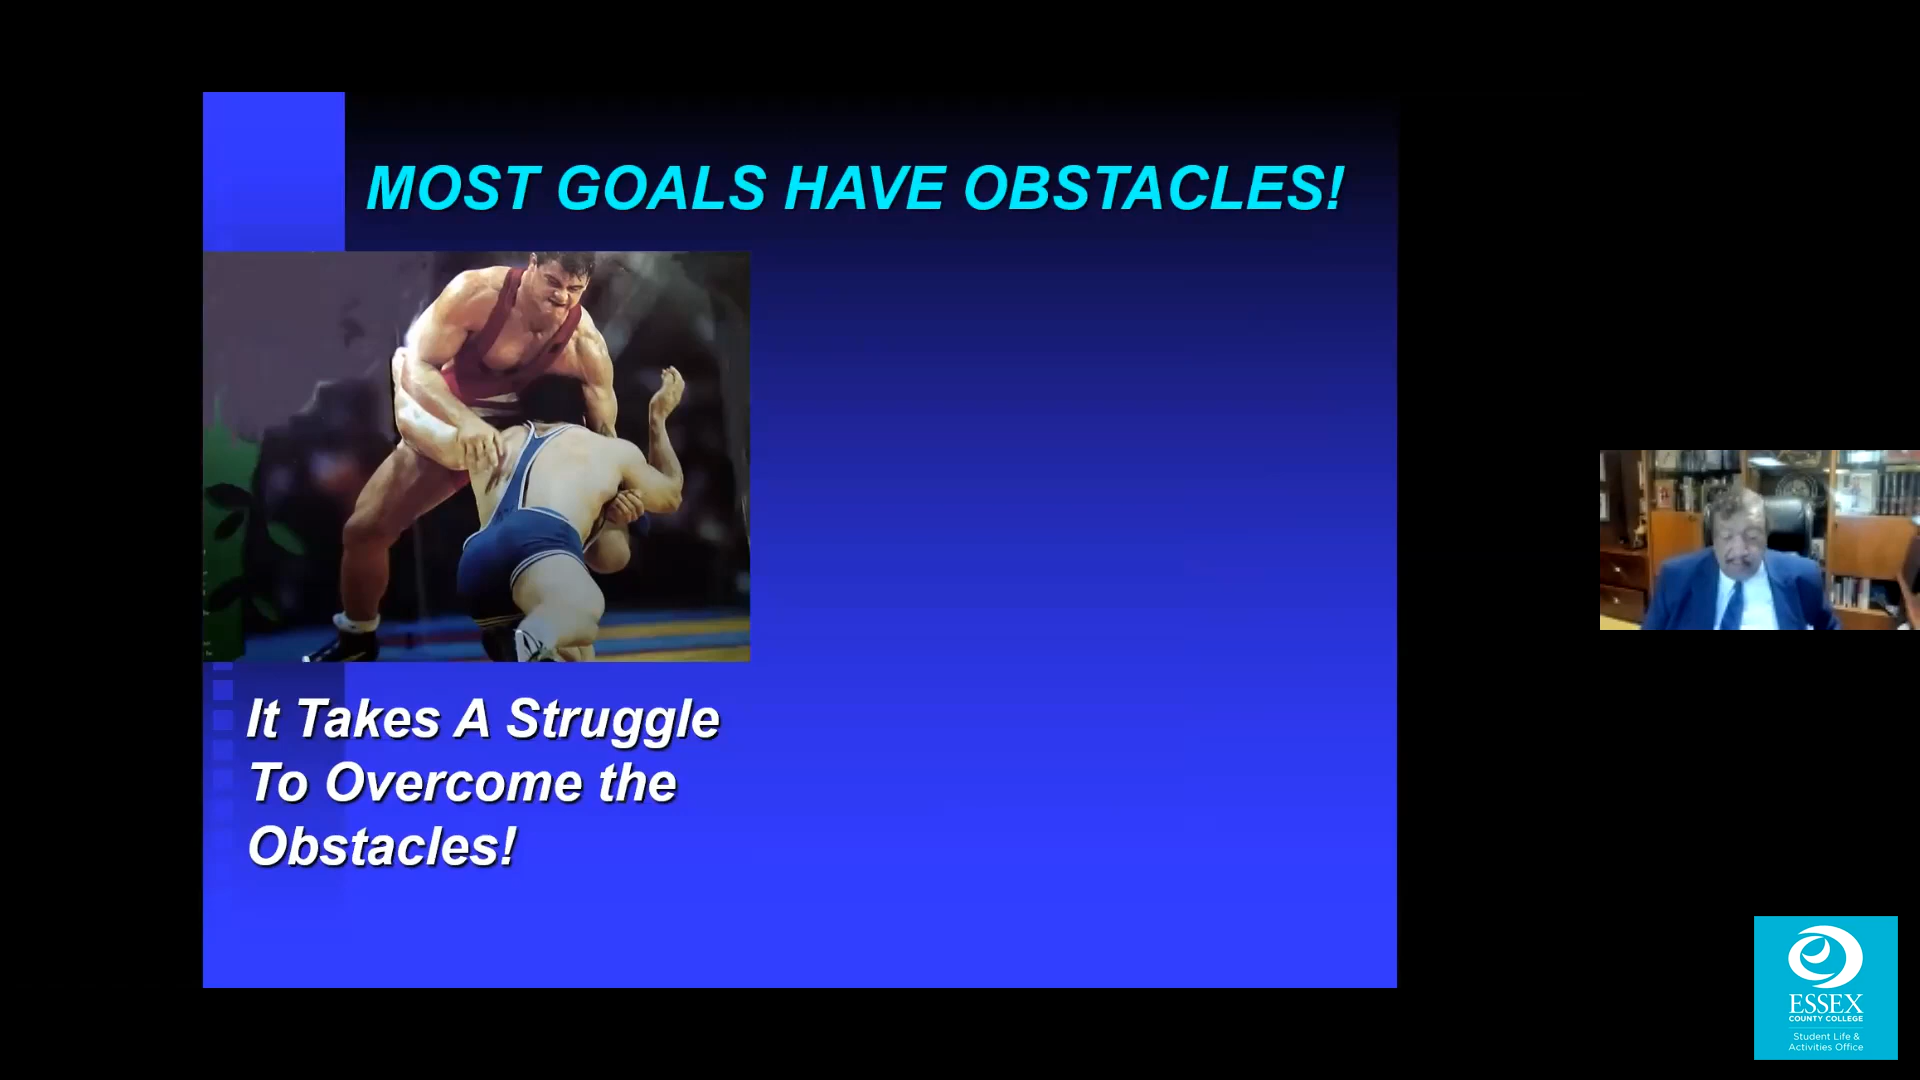 MOST GOALS HAVE OBSTACLES!
It Takes A Struggle
To Overcome the
Obstacles!
ESSEX
COUNTY COLLEGE
Student Life &
Activities Office